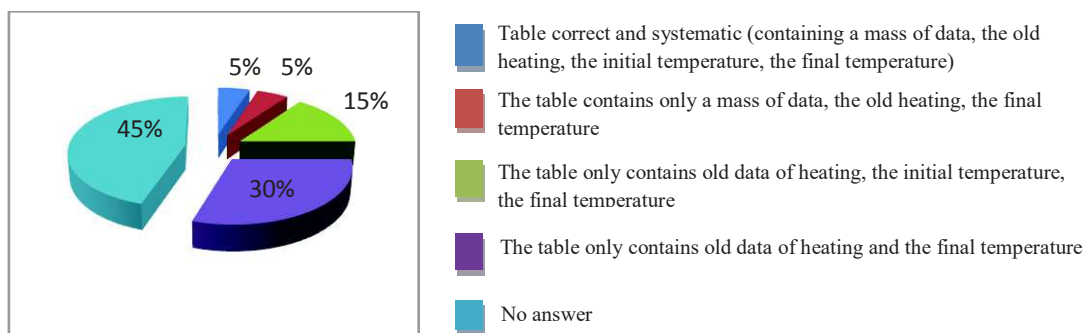 5%
5%
15%
45%
30%
Table correct and systematic (containing a mass of data, the old
heating, the initial temperature, the final temperature)
The table contains only a mass of data, the old heating, the final
temperature
The table only contains old data of heating, the initial temperature,
the final temperature
The table only contains old data of heating and the final temperature
No answer